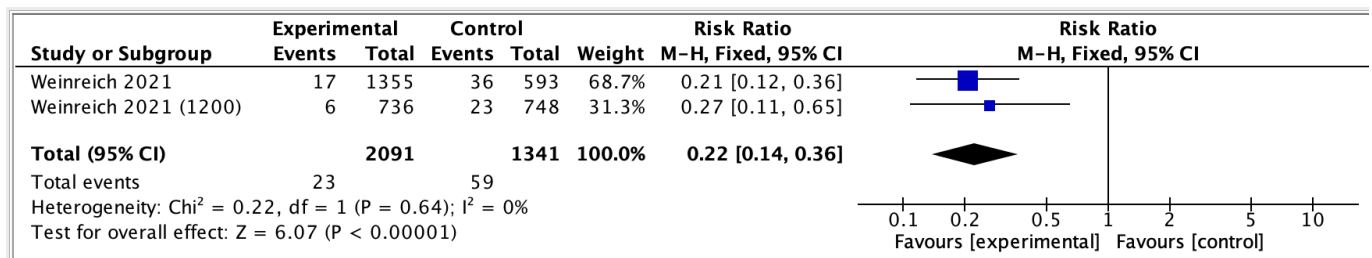 Experimental Control Risk Ratio Risk Ratio
Study or Subgroup Events Total Events Total Weight M-H, Fixed, 95% CI M-H, Fixed, 95% CI
Weinreich 2021 17 1355 36 593 68.7% 0.21 [0.12, 0.36]
Weinreich 2021 (1200) 6 736 23 748 31.3% 0.27 [0.11, 0.65]
Total (95% CI) 2091 1341 100.0% 0.22 [0.14, 0.36]
Total events 23 59
Heterogeneity: Chi² = 0.22, df = 1 (P = 0.64); I² = 0%
Test for overall effect: Z = 6.07 (P < 0.00001)
0.1 0.2 0.5 1 2 5 10
Favours [experimental] Favours [control]